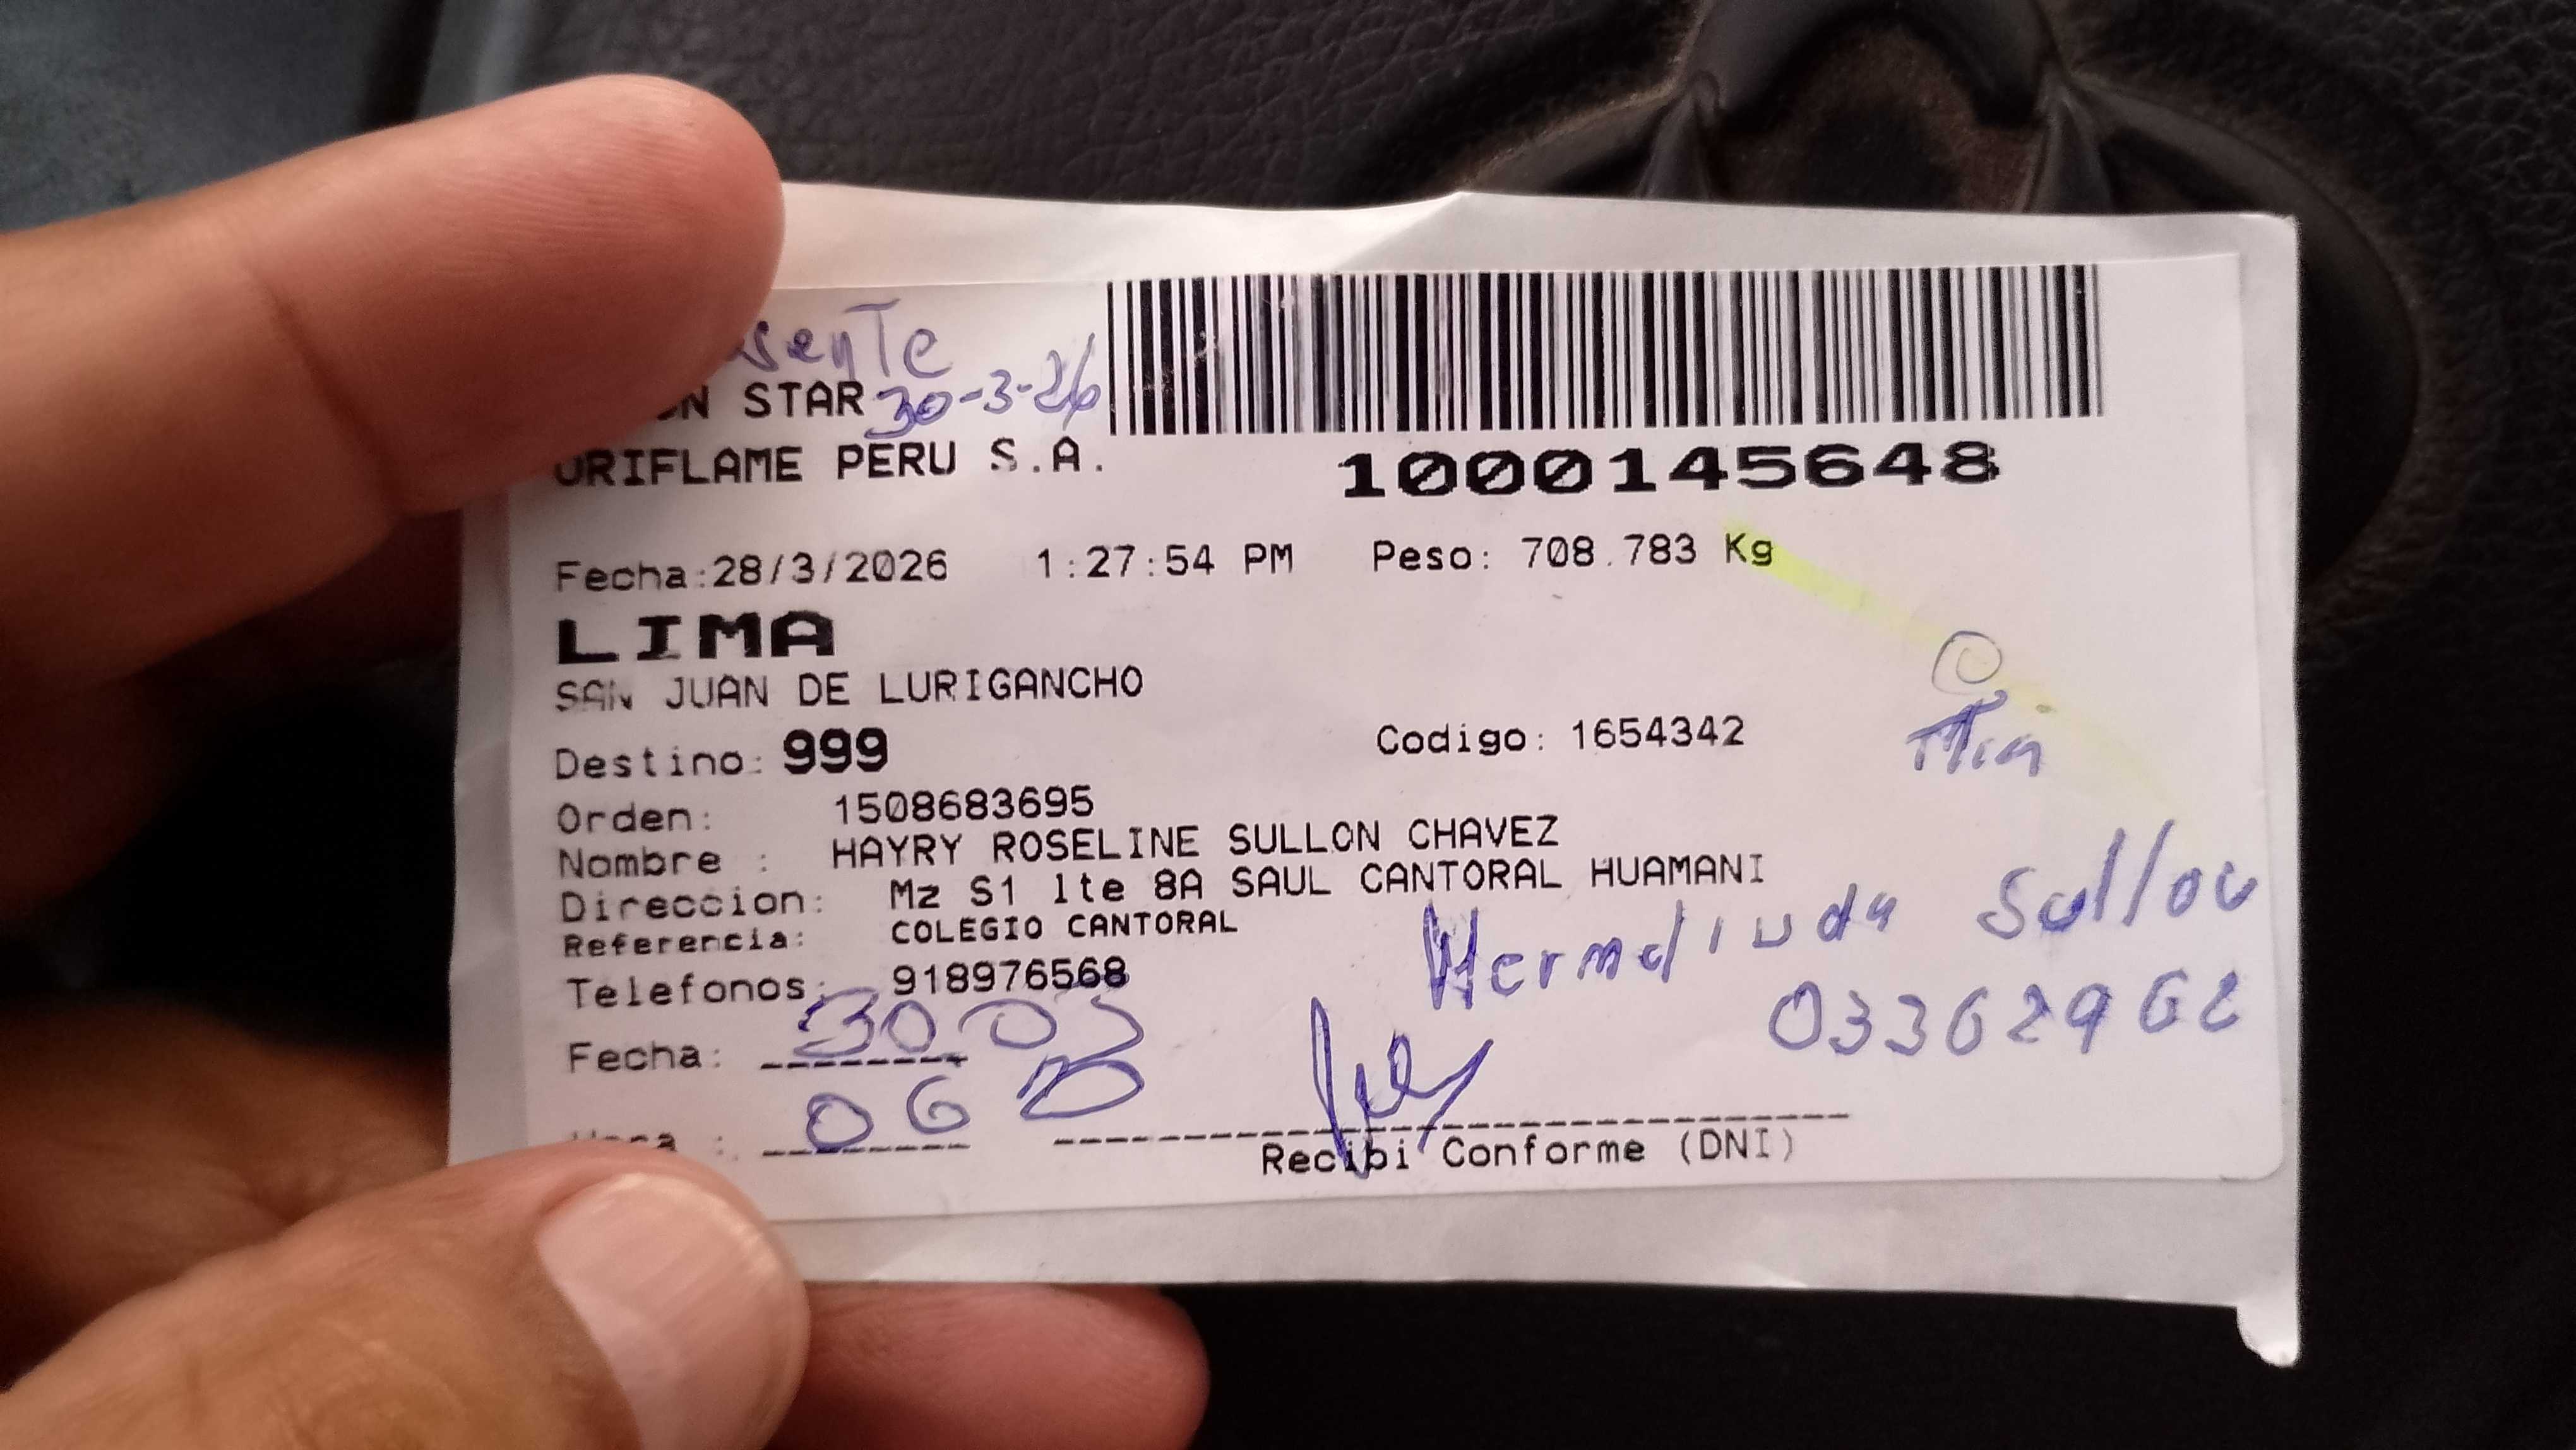 STAR 30-3-26
ORIFLAME PERU S.A.
1000145648
Fecha:28/3/2026 1:27:54 PM Peso: 708.783 Kg
LIMA
SAN JUAN DE LURIGANCHO
Destino: 999 Codigo: 1654342
Tia
Orden: 1508683695
Nombre : HAYRY ROSELINE SULLON CHAVEZ
Direccion: Mz S1 lte 8A SAUL CANTORAL HUAMANI
Referencia: COLEGIO CANTORAL
Hermelinda Sullon
Telefonos: 918976568
03362962
Fecha: 30 03
Hora : 06
Recibi Conforme (DNI)